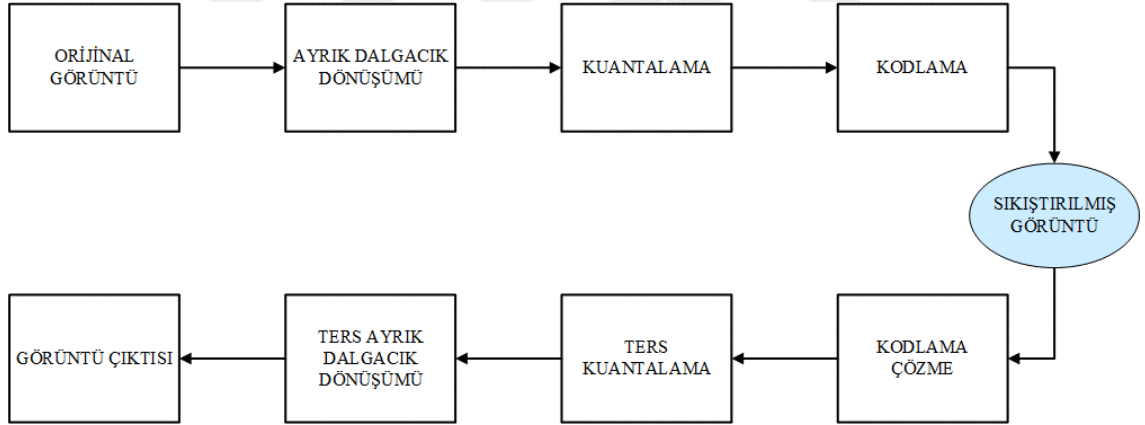 ORİJİNAL
GÖRÜNTÜ
AYRIK DALGACIK
DÖNÜŞÜMÜ
KUANTALAMA
KODLAMA
SIKIŞTIRILMIŞ
GÖRÜNTÜ
GÖRÜNTÜ ÇIKTISI
TERS AYRIK
DALGACIK
DÖNÜŞÜMÜ
TERS
KUANTALAMA
KODLAMA
ÇÖZME